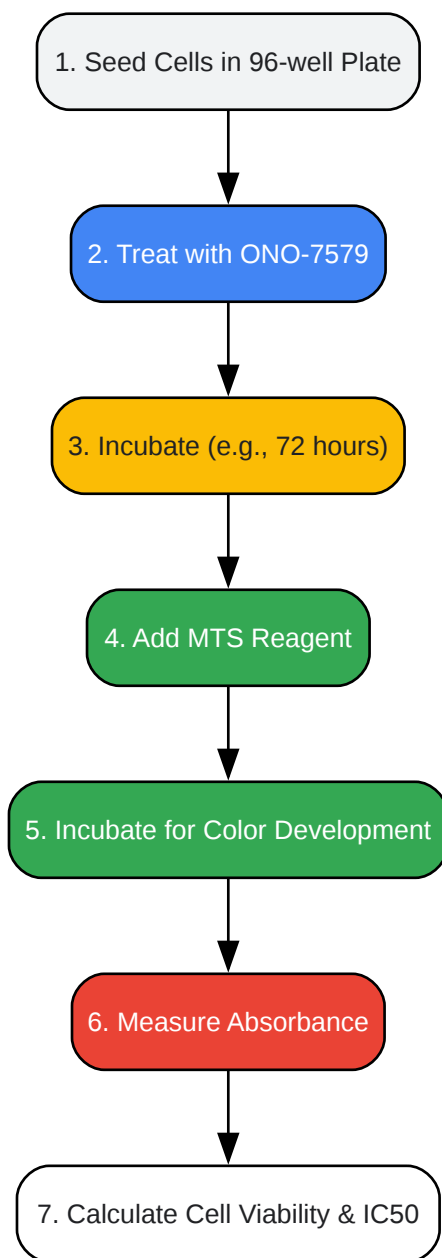 1. Seed Cells in 96-well Plate
2. Treat with ONO-7579
3. Incubate (e.g., 72 hours)
4. Add MTS Reagent
5. Incubate for Color Development
6. Measure Absorbance
7. Calculate Cell Viability & IC50